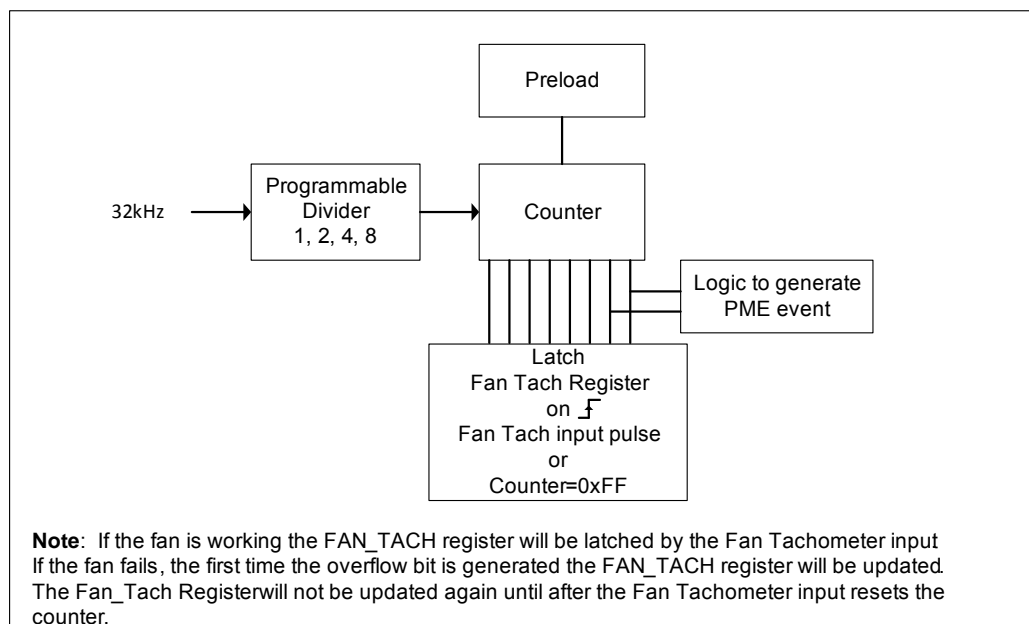 Preload
32kHz
Programmable
Divider
1, 2, 4, 8
Counter
Logic to generate
PME event
Latch
Fan Tach Register
on
Fan Tach input pulse
or
Counter=0xFF
Note: If the fan is working the FAN_TACH register will be latched by the Fan Tachometer input
If the fan fails, the first time the overflow bit is generated the FAN_TACH register will be updated.
The Fan_Tach Registerwill not be updated again until after the Fan Tachometer input resets the
counter.